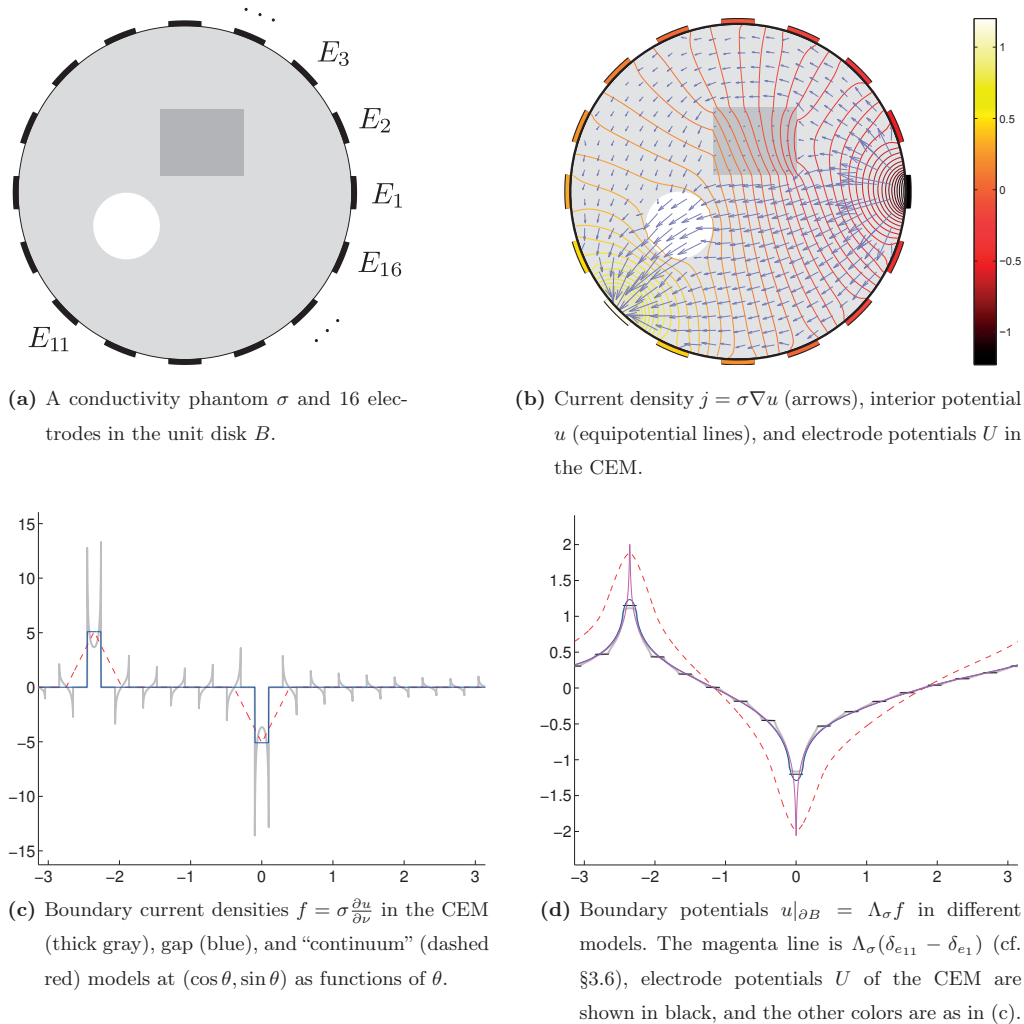 E3
E2
E1
E16
E11
1
0.5
0
−0.5
−1
(a) A conductivity phantom σ and 16 elec-
trodes in the unit disk B.
(b) Current density j = σ∇u (arrows), interior potential
u (equipotential lines), and electrode potentials U in
the CEM.
15
10
5
0
−5
−10
−15
−3 −2 −1 0 1 2 3
2
1.5
1
0.5
0
−0.5
−1
−1.5
−2
−3 −2 −1 0 1 2 3
(c) Boundary current densities f = σ ∂u/∂ν in the CEM
(thick gray), gap (blue), and “continuum” (dashed
red) models at (cos θ, sin θ) as functions of θ.
(d) Boundary potentials u|∂B = Λσf in different
models. The magenta line is Λσ(δe11 − δe1) (cf.
§3.6), electrode potentials U of the CEM are
shown in black, and the other colors are as in (c).